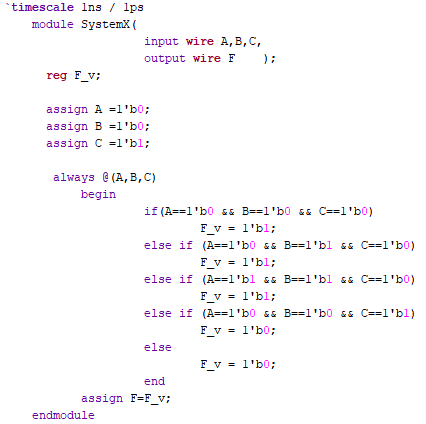 `timescale 1ns / 1ps
module SystemX(
input wire A,B,C,
output wire F );
reg F_v;
assign A =1'b0;
assign B =1'b0;
assign C =1'b1;
always @(A,B,C)
begin
if(A==1'b0 && B==1'b0 && C==1'b0)
F_v = 1'b1;
else if (A==1'b0 && B==1'b1 && C==1'b0)
F_v = 1'b1;
else if (A==1'b1 && B==1'b1 && C==1'b0)
F_v = 1'b1;
else if (A==1'b0 && B==1'b0 && C==1'b1)
F_v = 1'b0;
else
F_v = 1'b0;
end
assign F=F_v;
endmodule